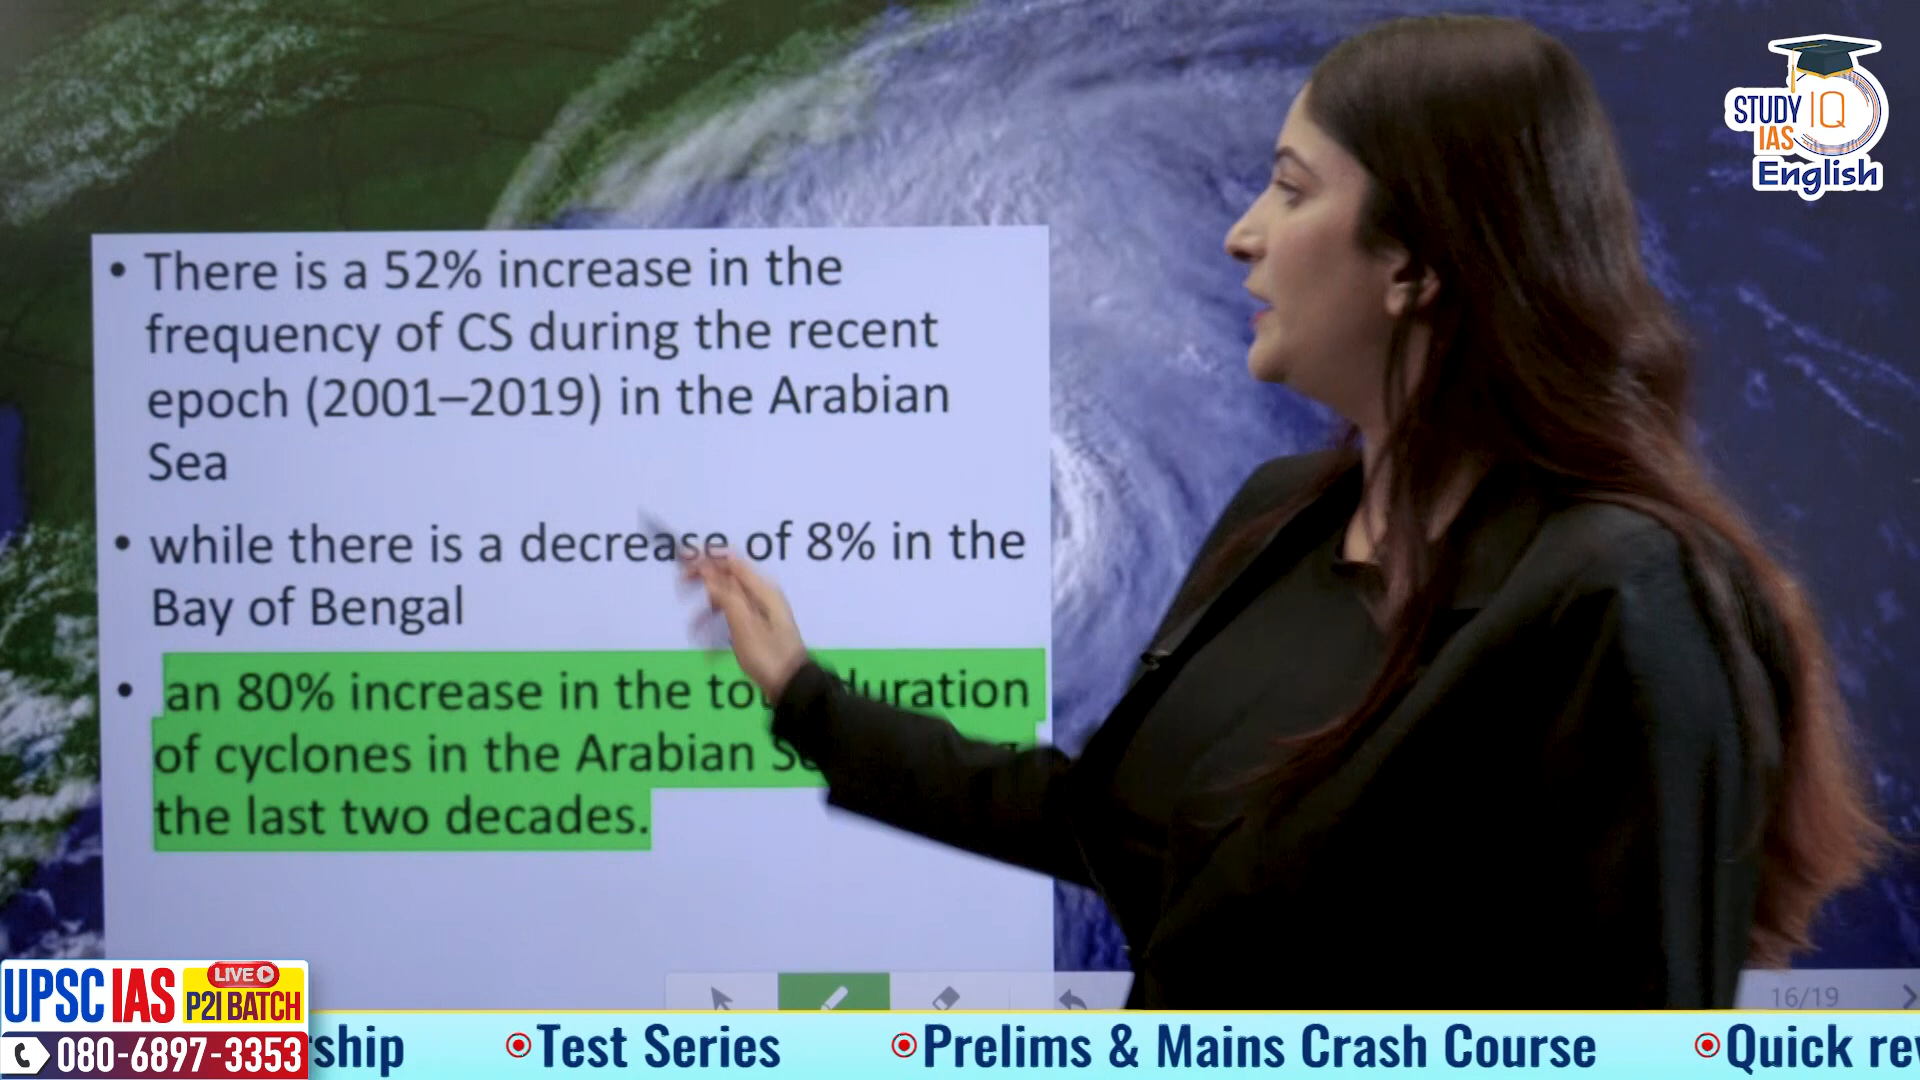 STUDY IQ
IAS
English
• There is a 52% increase in the
frequency of CS during the recent
epoch (2001–2019) in the Arabian
Sea
• while there is a decrease of 8% in the
Bay of Bengal
• an 80% increase in the duration
of cyclones in the Arabian
the last two decades.
16/19
UPSC IAS
LIVE
P2I BATCH
080-6897-3353
Test Series
Prelims & Mains Crash Course
Quick